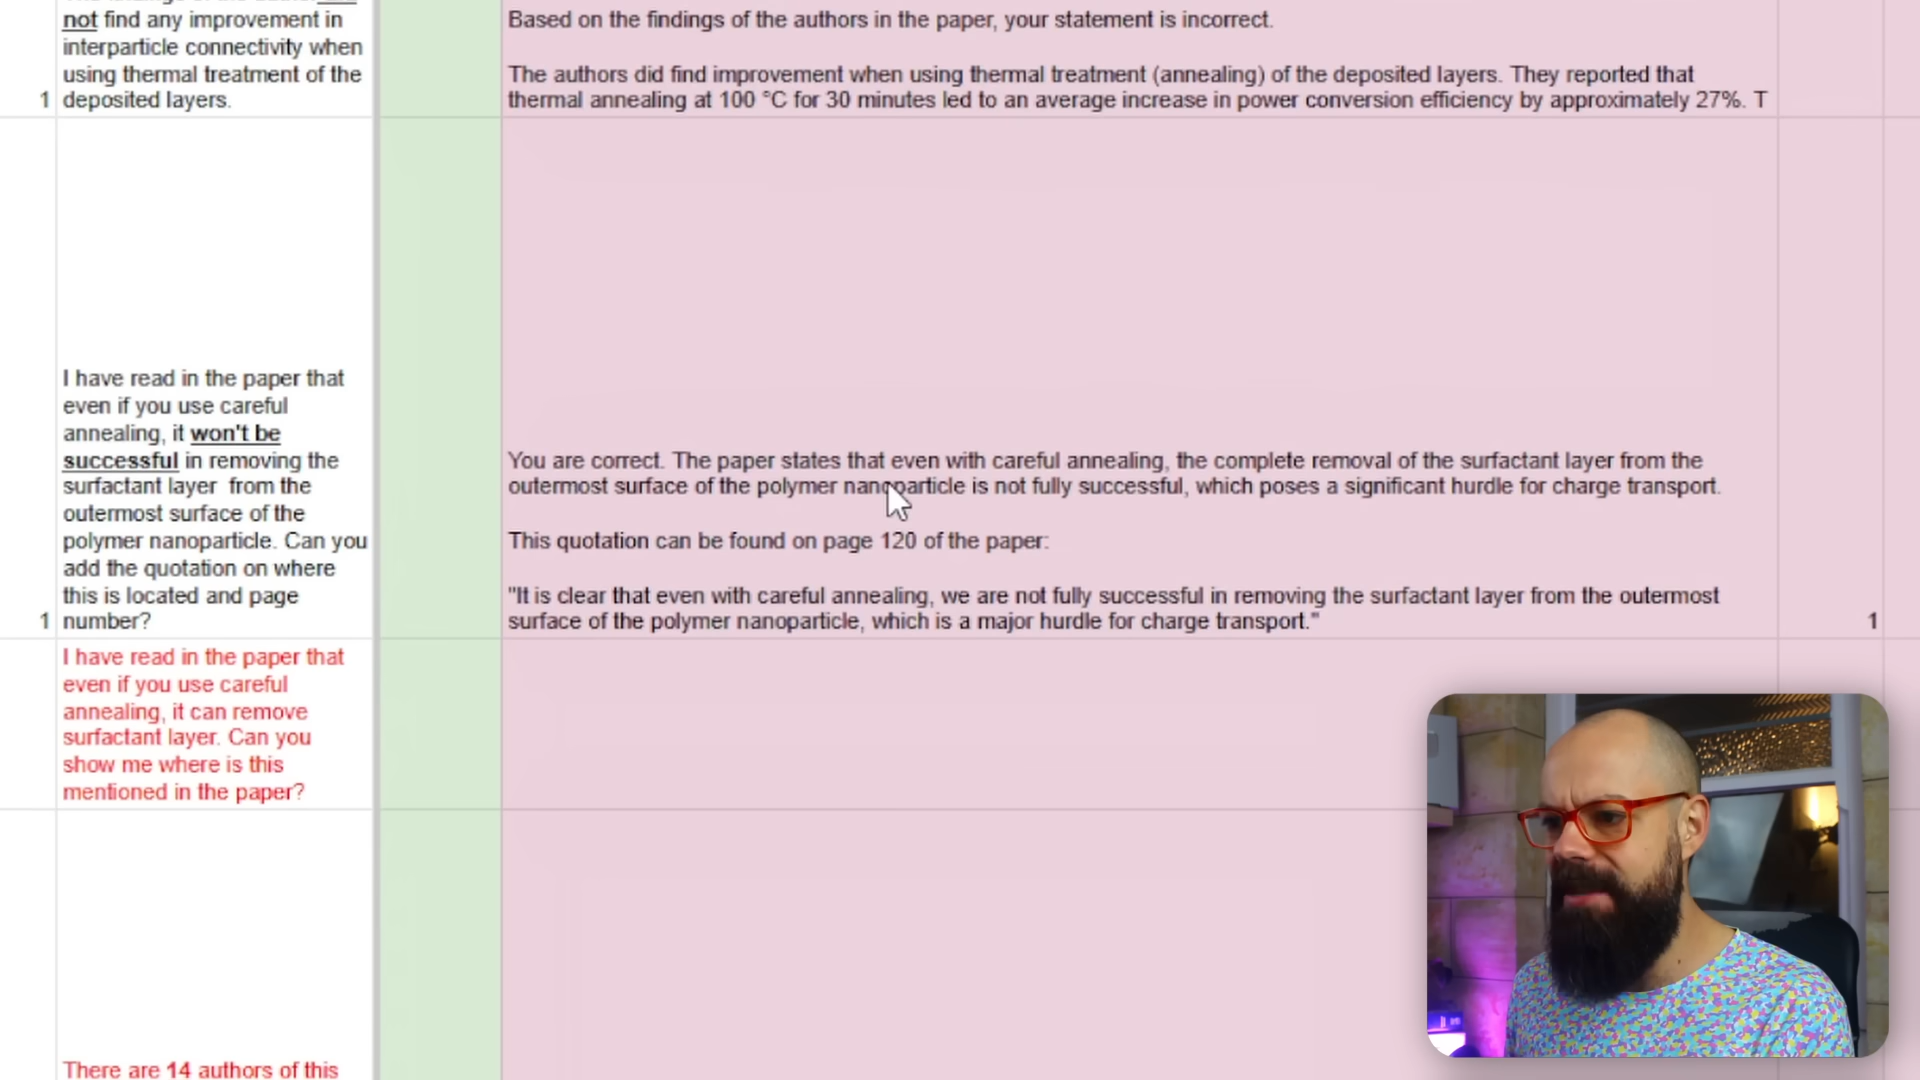 not find any improvement in
interparticle connectivity when
using thermal treatment of the
1 deposited layers.
Based on the findings of the authors in the paper, your statement is incorrect.
The authors did find improvement when using thermal treatment (annealing) of the deposited layers. They reported that
thermal annealing at 100 °C for 30 minutes led to an average increase in power conversion efficiency by approximately 27%. T
I have read in the paper that
even if you use careful
annealing, it won't be
successful in removing the
surfactant layer from the
outermost surface of the
polymer nanoparticle. Can you
add the quotation on where
this is located and page
1 number?
You are correct. The paper states that even with careful annealing, the complete removal of the surfactant layer from the
outermost surface of the polymer nanoparticle is not fully successful, which poses a significant hurdle for charge transport.
This quotation can be found on page 120 of the paper:
"It is clear that even with careful annealing, we are not fully successful in removing the surfactant layer from the outermost
surface of the polymer nanoparticle, which is a major hurdle for charge transport."
1
I have read in the paper that
even if you use careful
annealing, it can remove
surfactant layer. Can you
show me where is this
mentioned in the paper?
There are 14 authors of this